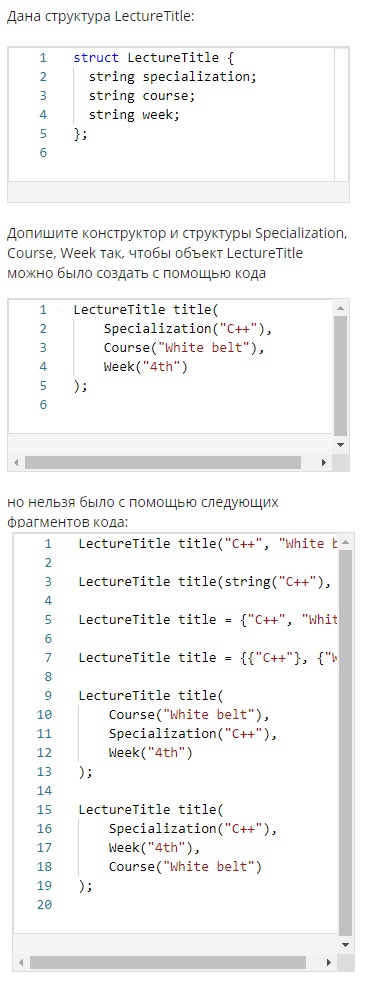 Дана структура LectureTitle:
1 struct LectureTitle {
2 string specialization;
3 string course;
4 string week;
5 };
6
Допишите конструктор и структуры Specialization,
Course, Week так, чтобы объект LectureTitle
можно было создать с помощью кода
1 LectureTitle title(
2 Specialization("C++"),
3 Course("White belt"),
4 Week("4th")
5 );
6
но нельзя было с помощью следующих
фрагментов кода:
1 LectureTitle title("C++", "White b
2
3 LectureTitle title(string("C++"),
4
5 LectureTitle title = {"C++", "Whit
6
7 LectureTitle title = {{"C++"}, {"W
8
9 LectureTitle title(
10 Course("White belt"),
11 Specialization("C++"),
12 Week("4th")
13 );
14
15 LectureTitle title(
16 Specialization("C++"),
17 Week("4th"),
18 Course("White belt")
19 );
20